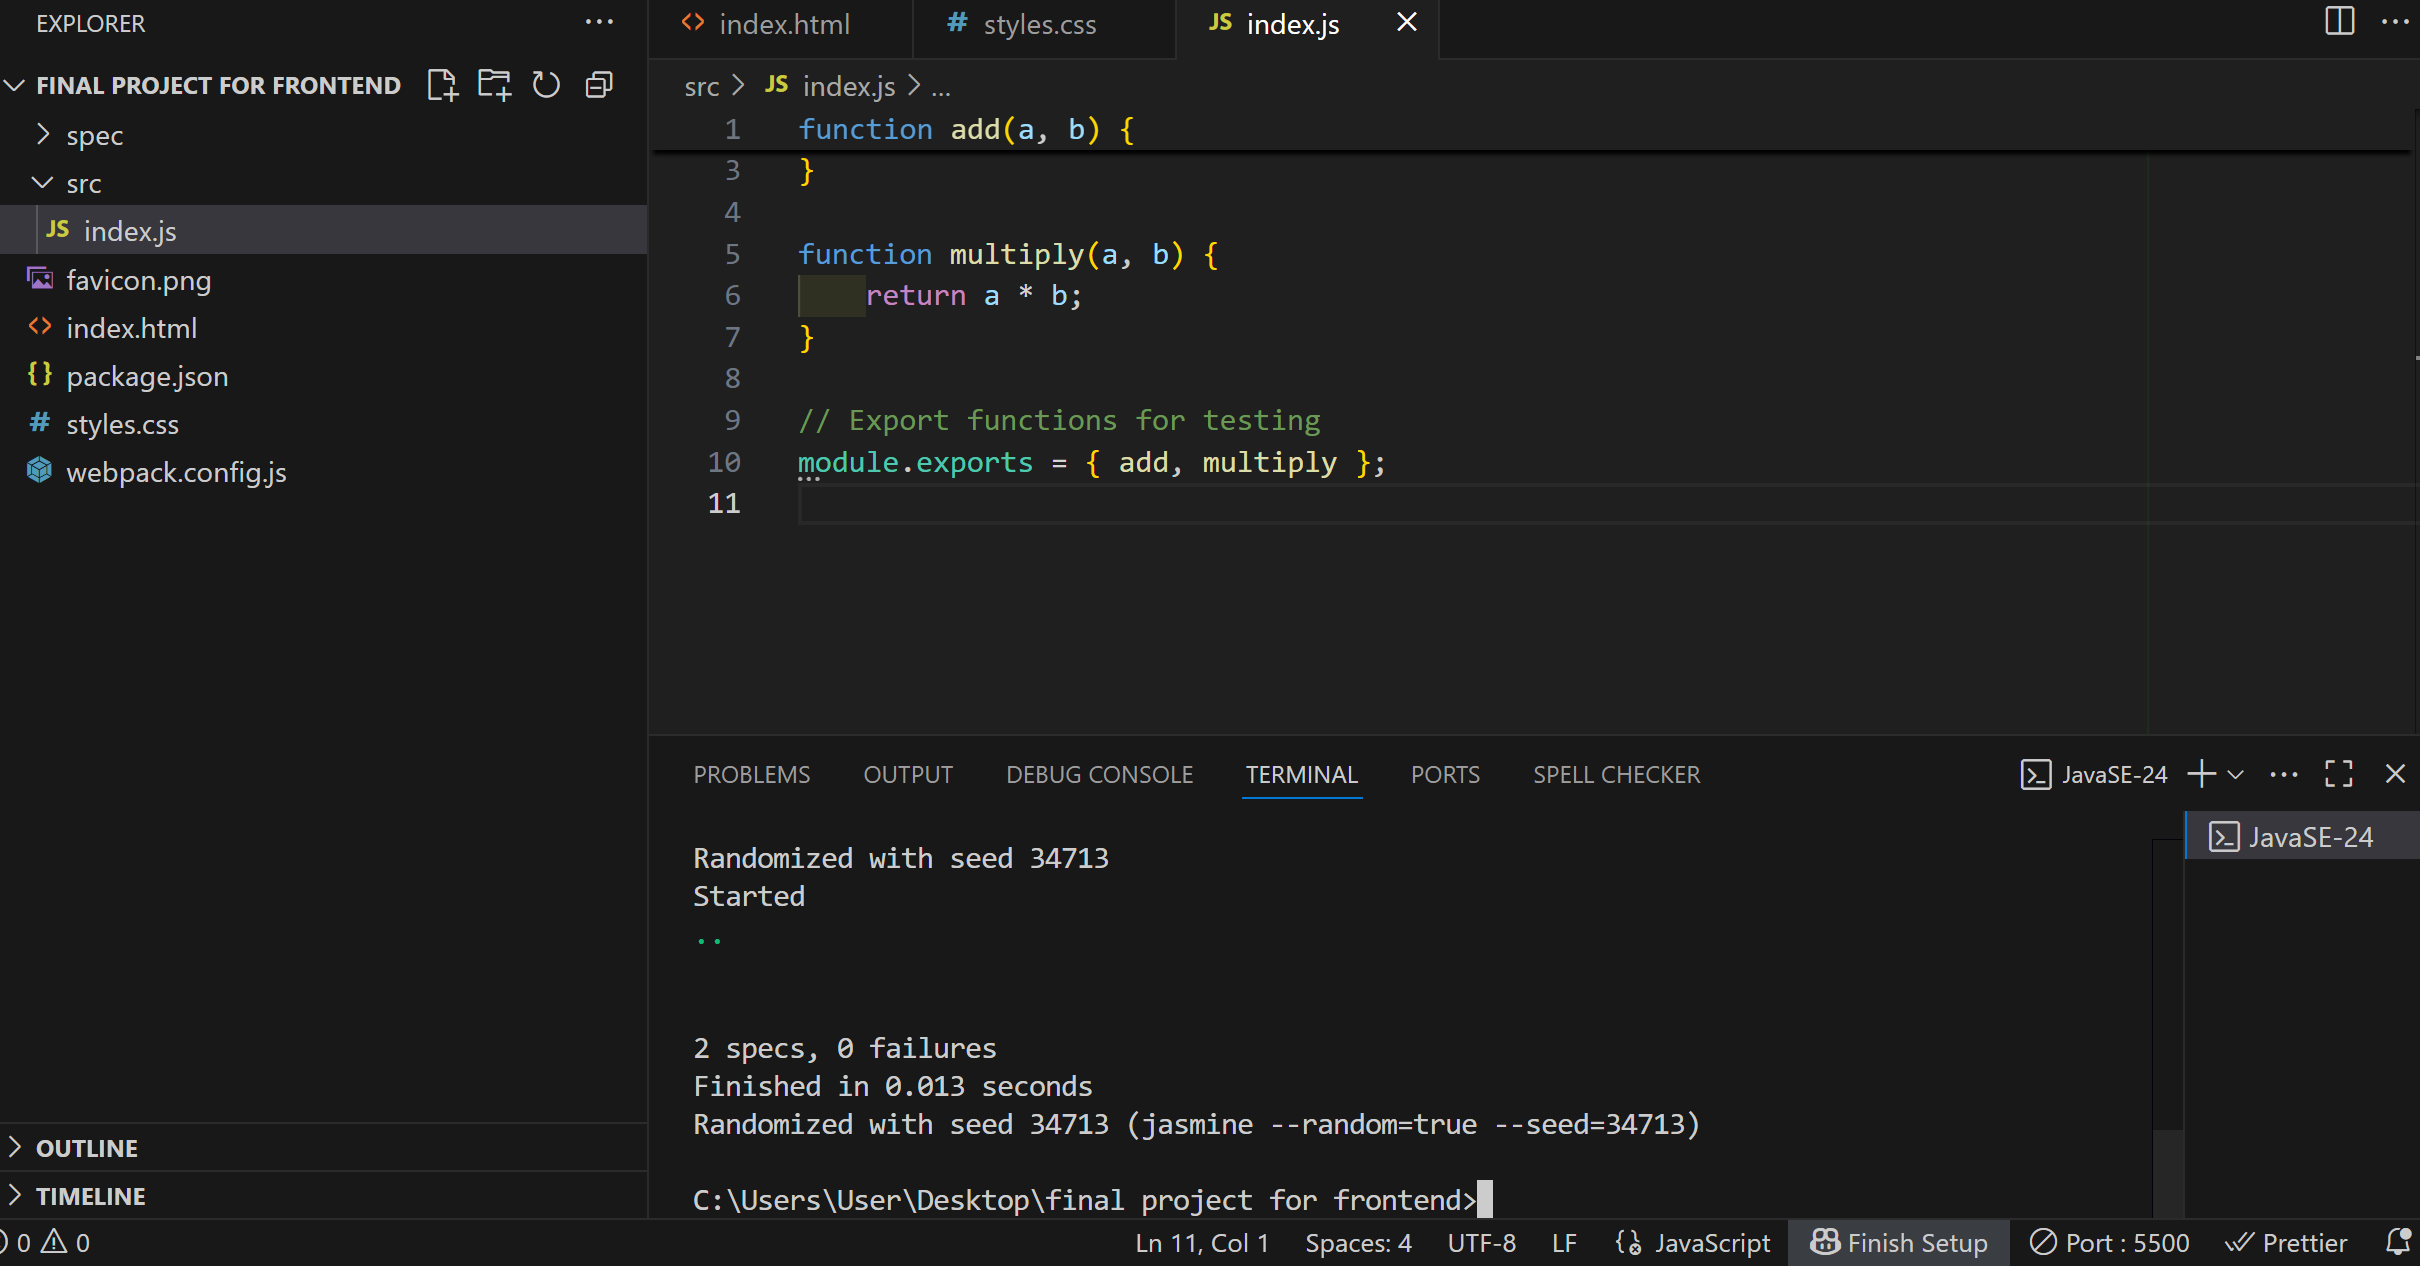 EXPLORER
FINAL PROJECT FOR FRONTEND
spec
src
JS index.js
favicon.png
index.html
{} package.json
# styles.css
webpack.config.js
OUTLINE
TIMELINE
<> index.html
# styles.css
JS index.js
src > JS index.js > ...
1 function add(a, b) {
3 }
4
5 function multiply(a, b) {
6 return a * b;
7 }
8
9 // Export functions for testing
10 module.exports = { add, multiply };
11
PROBLEMS OUTPUT DEBUG CONSOLE TERMINAL PORTS SPELL CHECKER JavaSE-24
JavaSE-24
Randomized with seed 34713
Started
..
2 specs, 0 failures
Finished in 0.013 seconds
Randomized with seed 34713 (jasmine --random=true --seed=34713)
C:\Users\User\Desktop\final project for frontend>
0 0 Ln 11, Col 1 Spaces: 4 UTF-8 LF {} JavaScript Finish Setup Port : 5500 Prettier